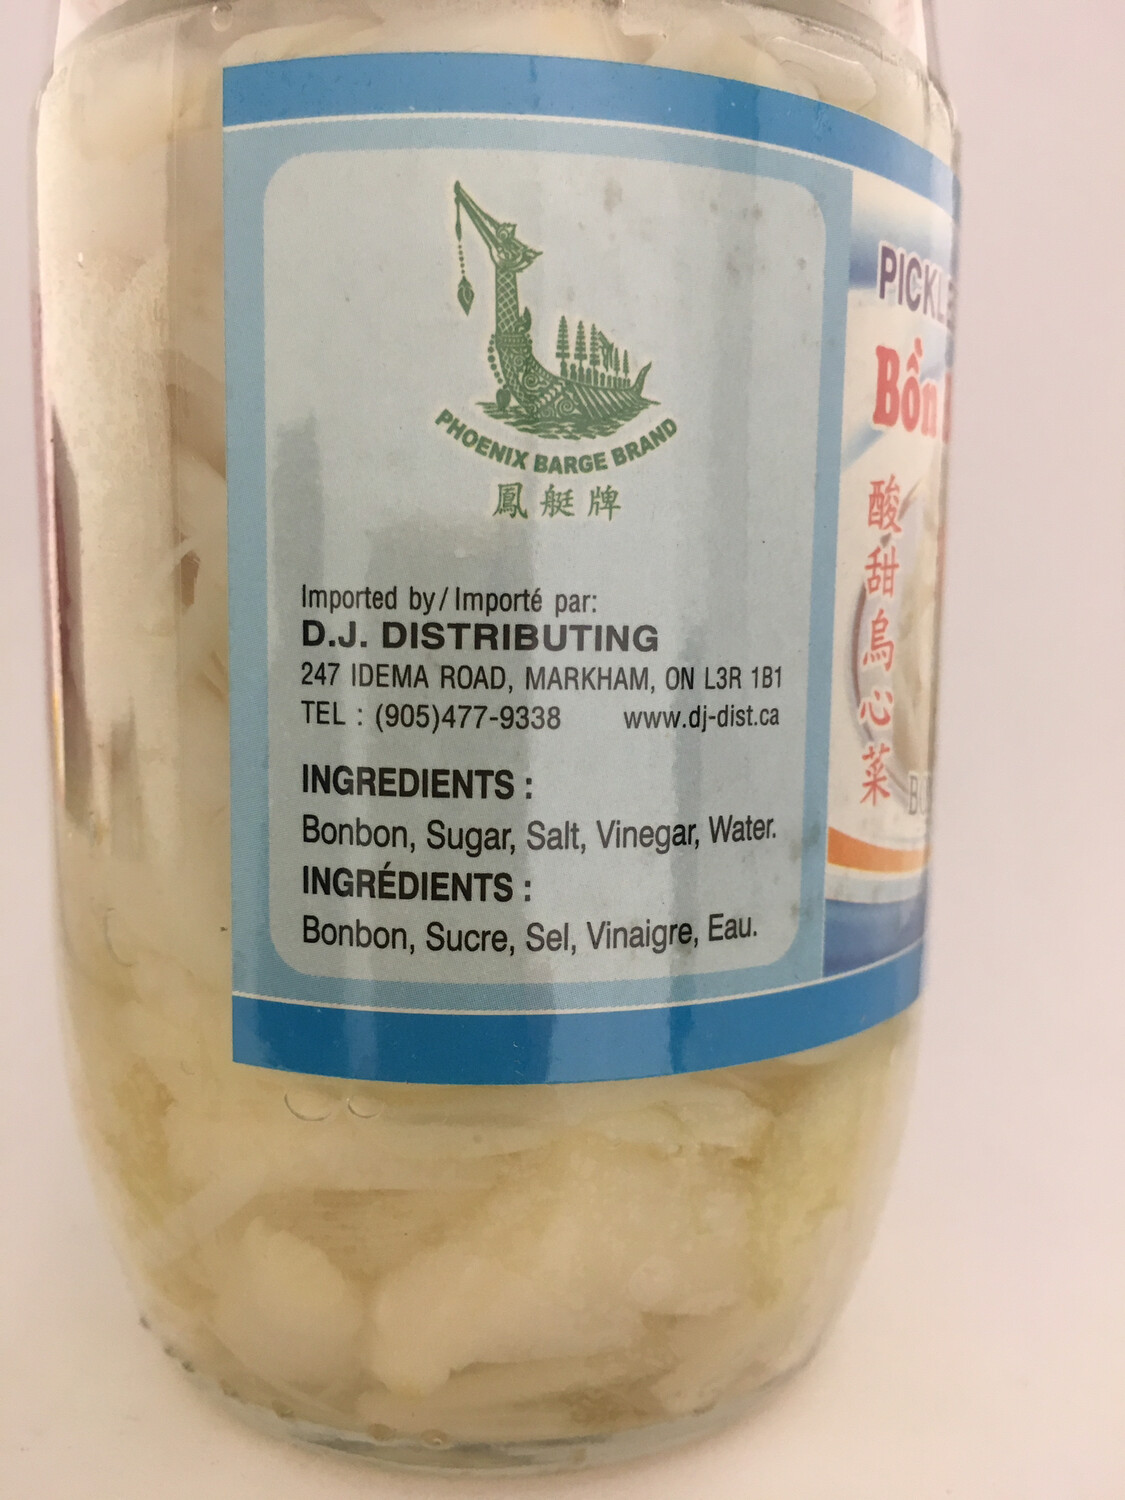 PHOENIX BARGE BRAND
鳳艇牌
Imported by / Importé par:
D.J. DISTRIBUTING
247 IDEMA ROAD, MARKHAM, ON L3R 1B1
TEL : (905)477-9338 www.dj-dist.ca
INGREDIENTS :
Bonbon, Sugar, Salt, Vinegar, Water.
INGRÉDIENTS :
Bonbon, Sucre, Sel, Vinaigre, Eau.
Bồn
酸甜烏心菜